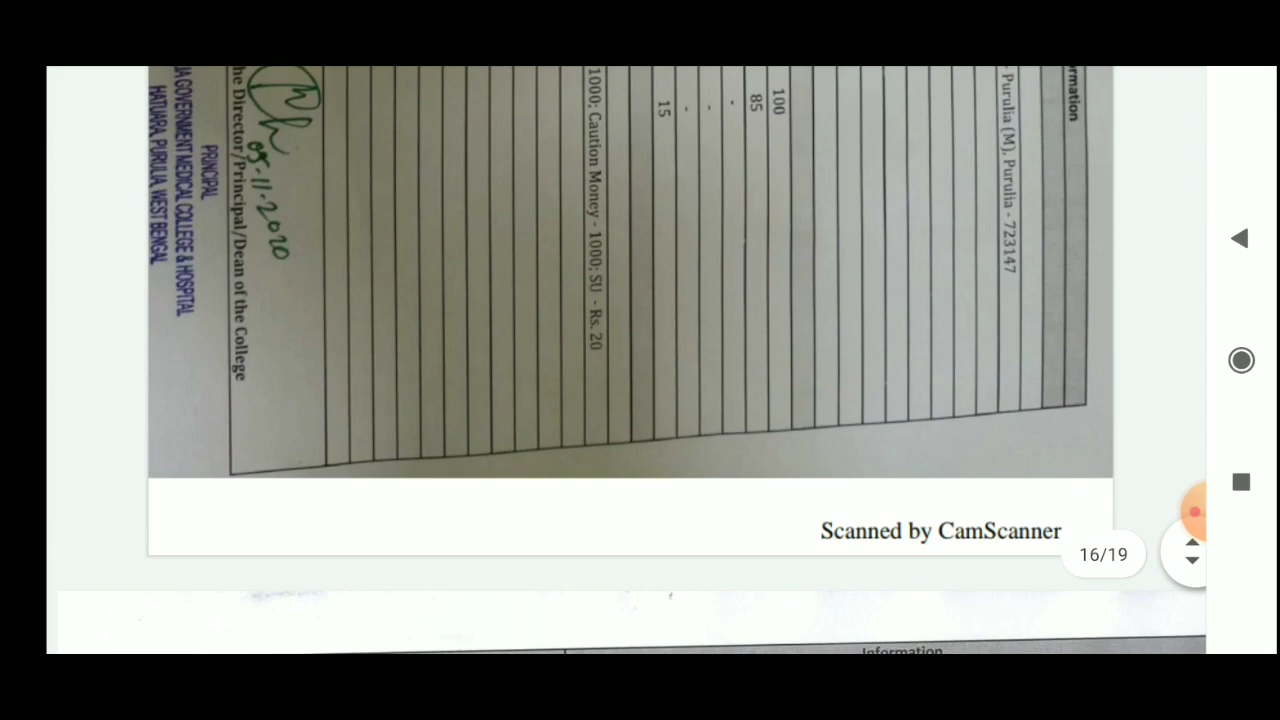 rmation
. Purulia (M), Purulia - 723147
100
85
-
-
-
15
1000; Caution Money - 1000; SU - Rs. 20
05-11-2020
he Director/Principal/Dean of the College
PRINCIPAL
IA GOVERNMENT MEDICAL COLLEGE & HOSPITAL
HATUARA, PURULIA, WEST BENGAL
Scanned by CamScanner
16/19
Information